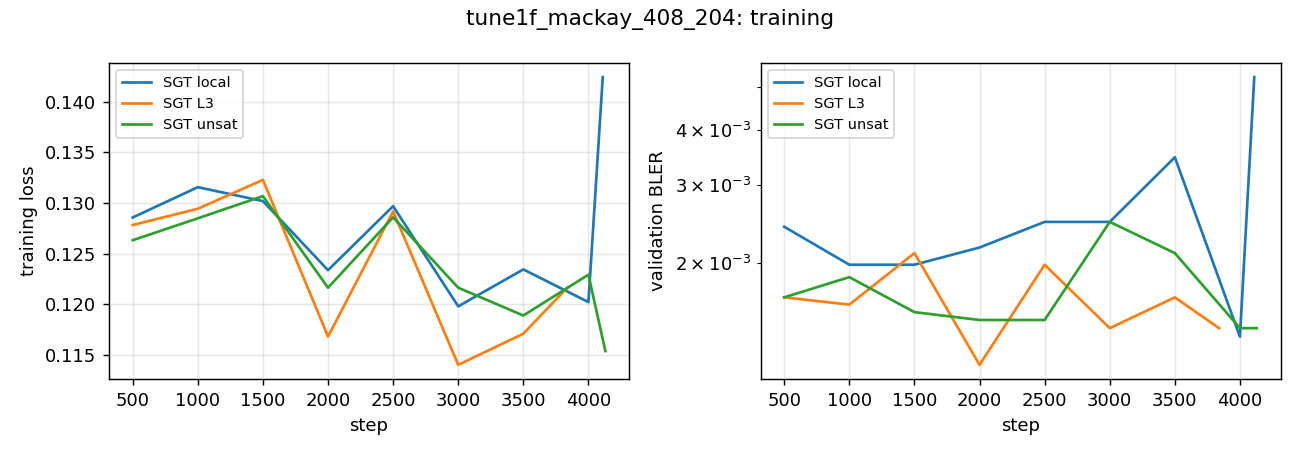 tune1f_mackay_408_204: training
SGT local
SGT L3
SGT unsat
0.140
0.135
0.130
0.125
0.120
0.115
training loss
500 1000 1500 2000 2500 3000 3500 4000
step
SGT local
SGT L3
SGT unsat
4 × 10⁻³
3 × 10⁻³
2 × 10⁻³
validation BLER
500 1000 1500 2000 2500 3000 3500 4000
step